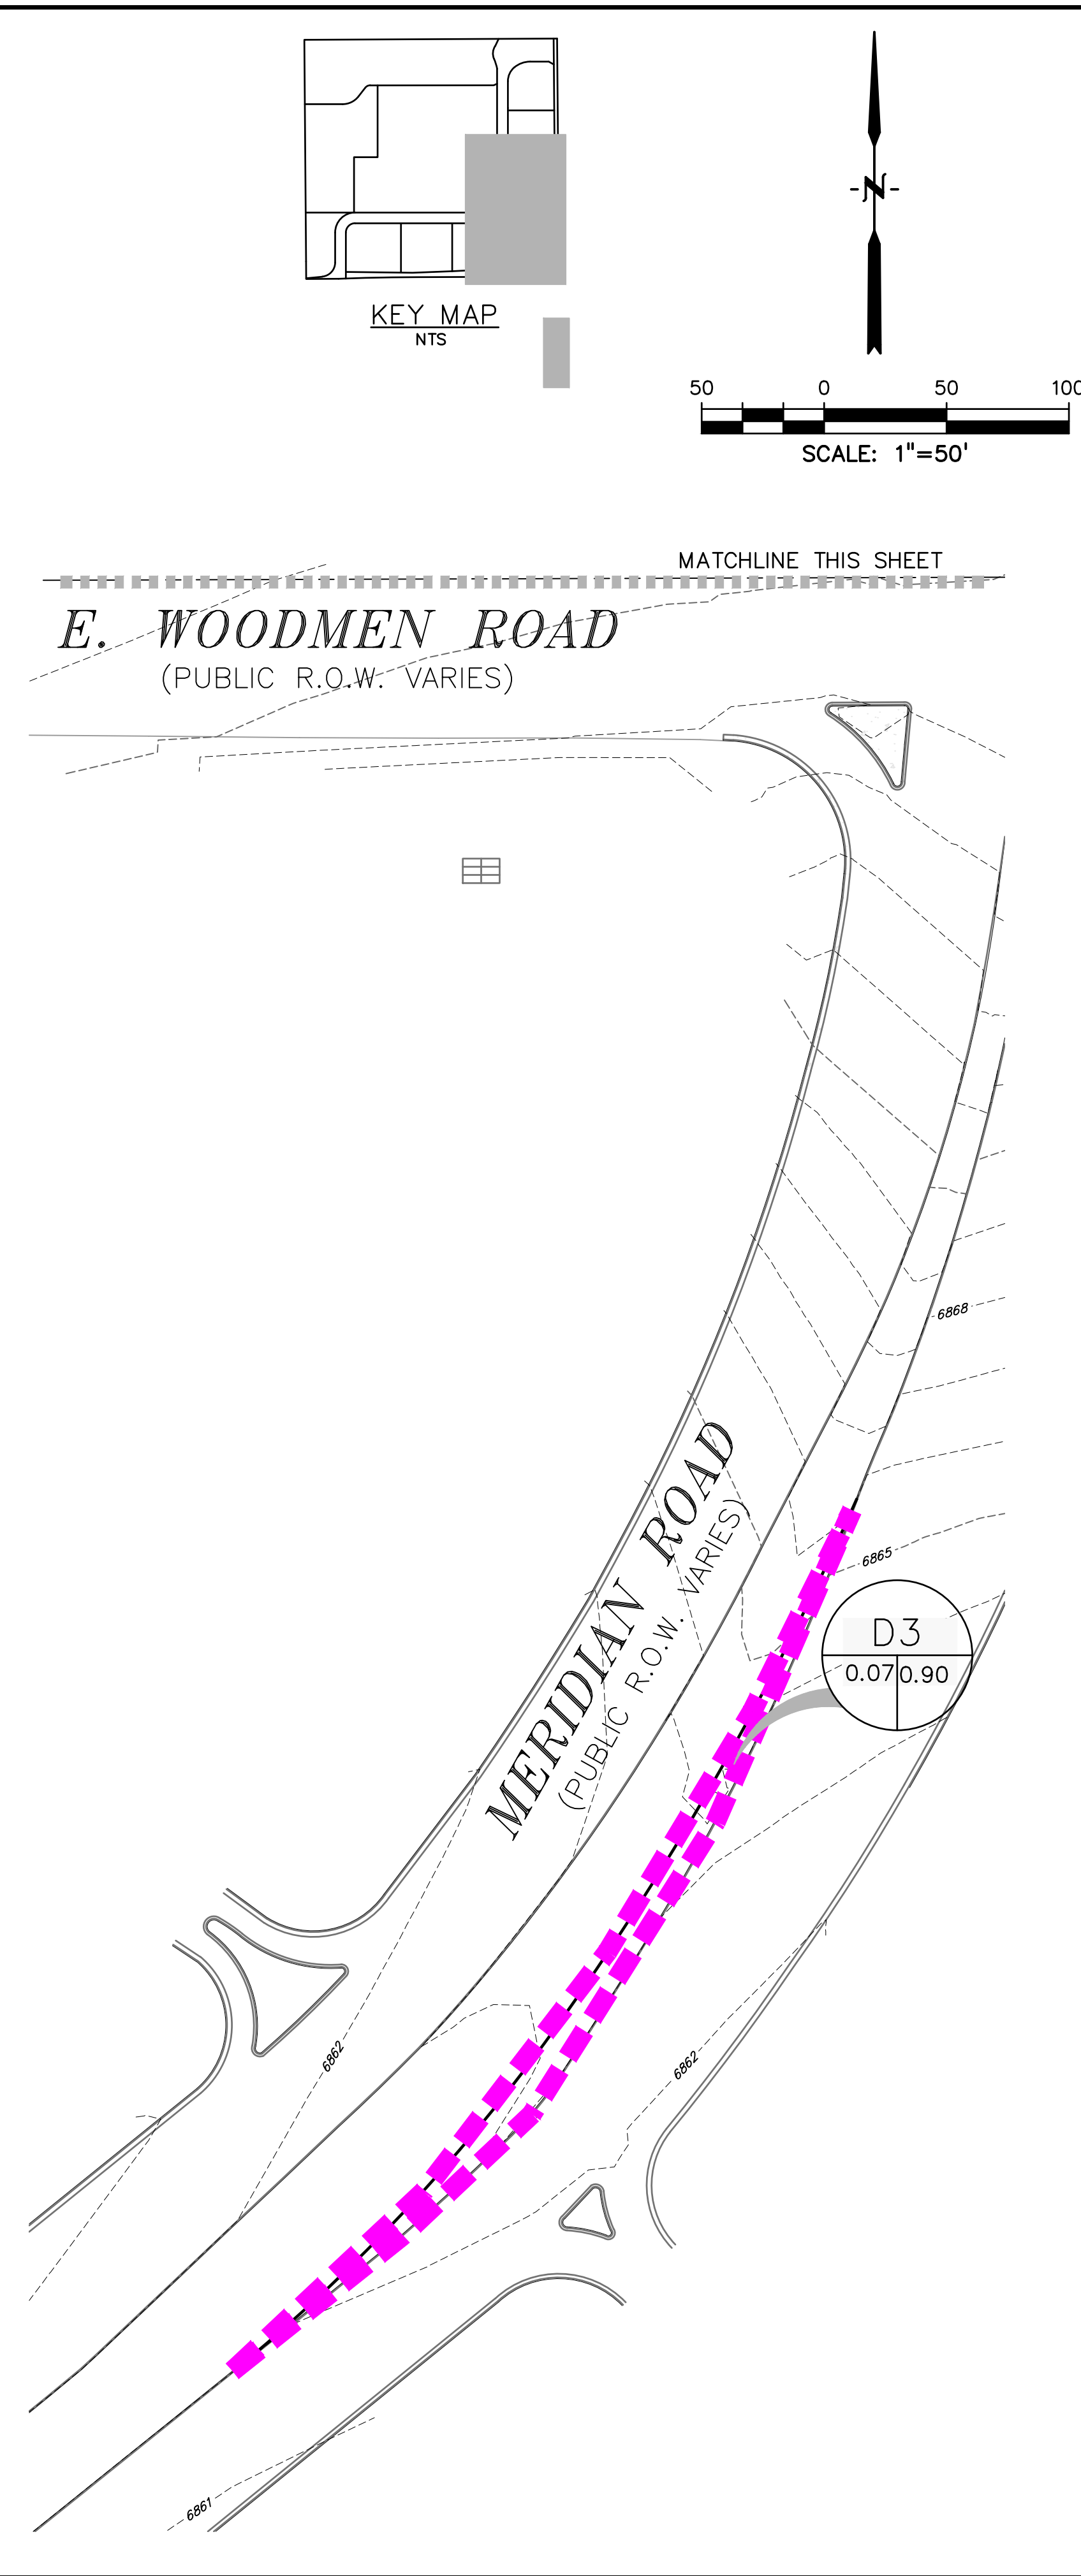 KEY MAP
NTS
N
50 0 50 100
SCALE: 1"=50'
MATCHLINE THIS SHEET
E. WOODMEN ROAD
(PUBLIC R.O.W. VARIES)
6868
MERIDIAN ROAD
(PUBLIC R.O.W. VARIES)
6865
D3
0.07 0.90
6862
6862
6861